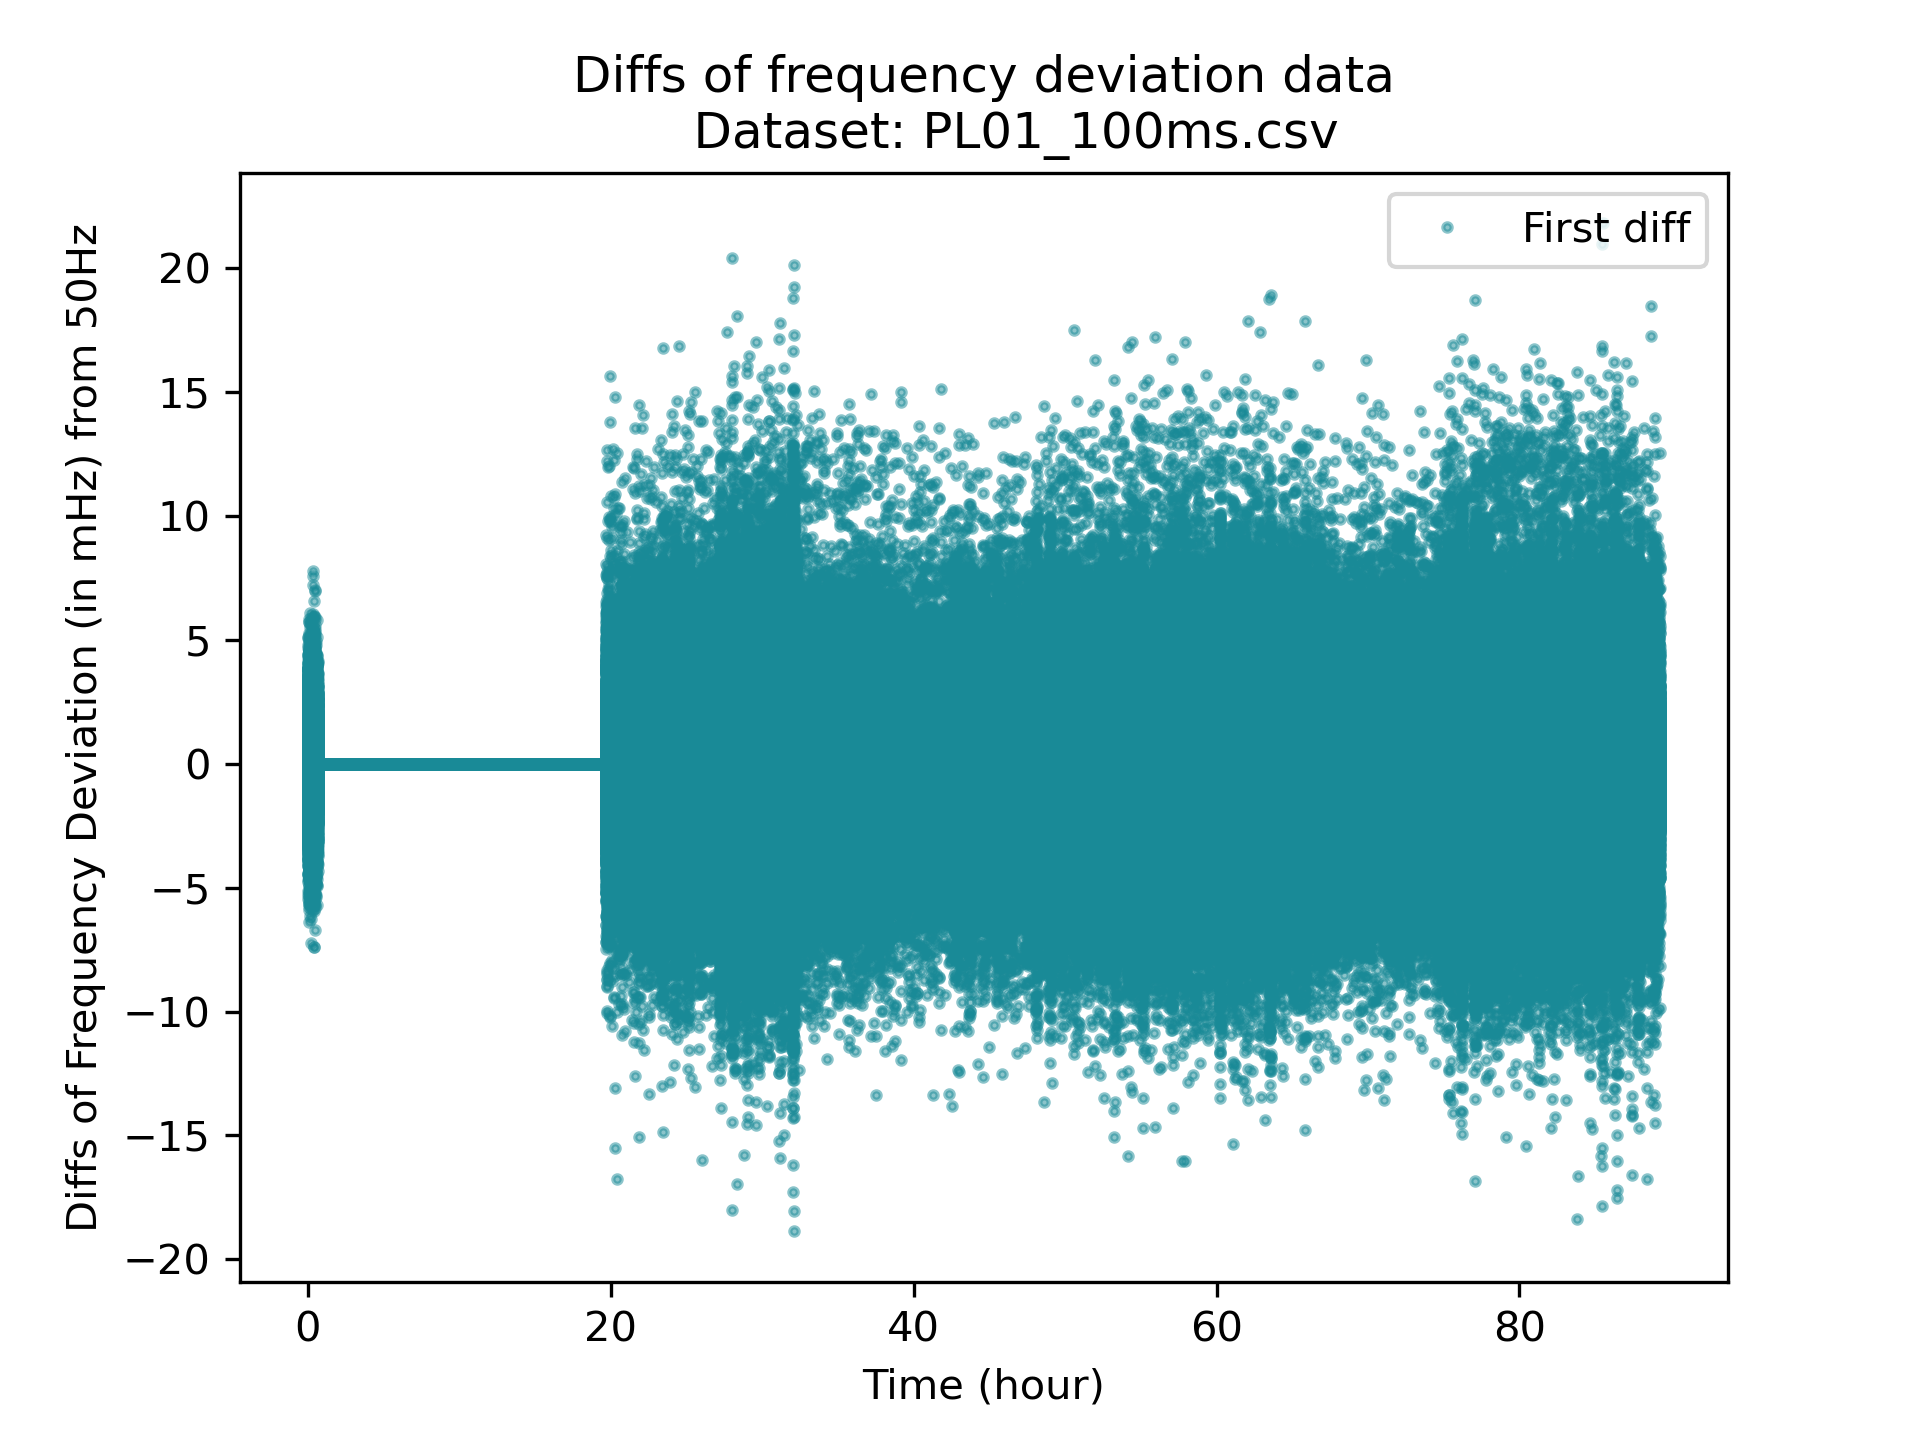 Diffs of frequency deviation data
Dataset: PL01_100ms.csv
First diff
Diffs of Frequency Deviation (in mHz) from 50Hz
20
15
10
5
0
−5
−10
−15
−20
0 20 40 60 80
Time (hour)